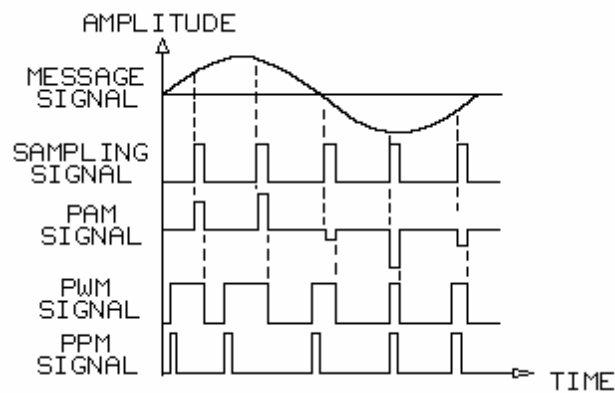 AMPLITUDE
MESSAGE
SIGNAL
SAMPLING
SIGNAL
PAM
SIGNAL
PWM
SIGNAL
PPM
SIGNAL
TIME